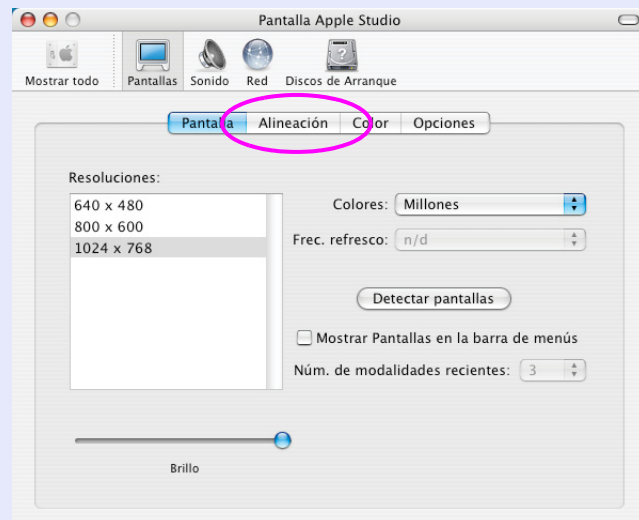 Pantalla Apple Studio
Mostrar todo Pantallas Sonido Red Discos de Arranque
Pantalla Alineación Color Opciones
Resoluciones:
640 x 480
800 x 600
1024 x 768
Colores: Millones
Frec. refresco: n/d
Detectar pantallas
Mostrar Pantallas en la barra de menús
Núm. de modalidades recientes: 3
Brillo